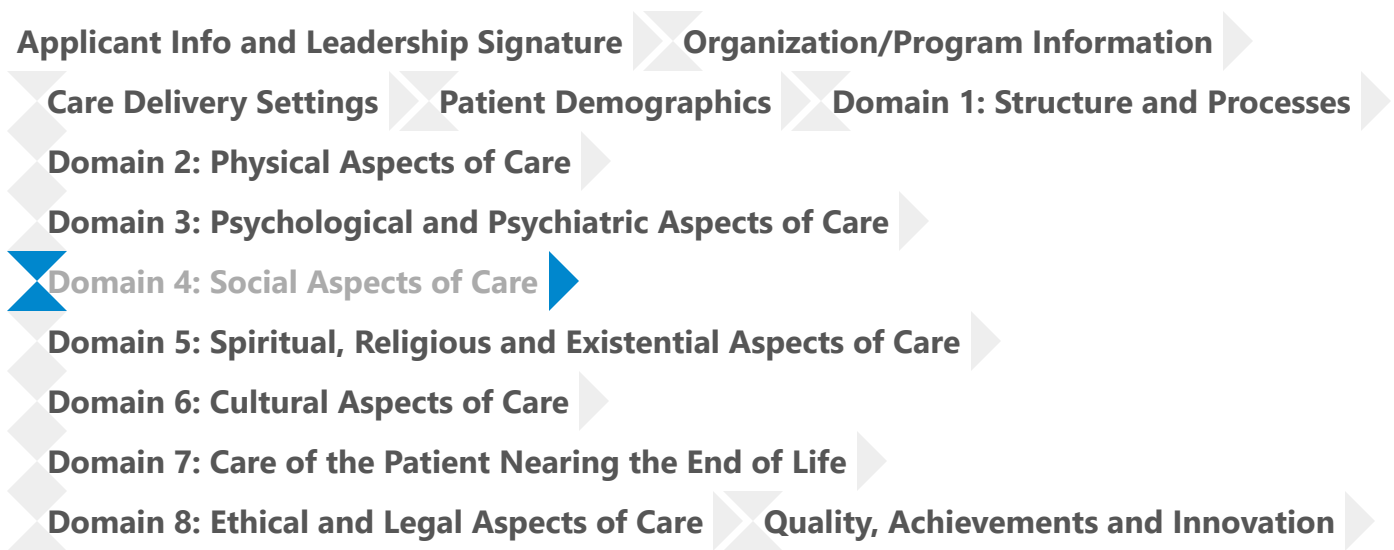 Applicant Info and Leadership Signature Organization/Program Information
Care Delivery Settings Patient Demographics Domain 1: Structure and Processes
Domain 2: Physical Aspects of Care
Domain 3: Psychological and Psychiatric Aspects of Care
Domain 4: Social Aspects of Care
Domain 5: Spiritual, Religious and Existential Aspects of Care
Domain 6: Cultural Aspects of Care
Domain 7: Care of the Patient Nearing the End of Life
Domain 8: Ethical and Legal Aspects of Care Quality, Achievements and Innovation